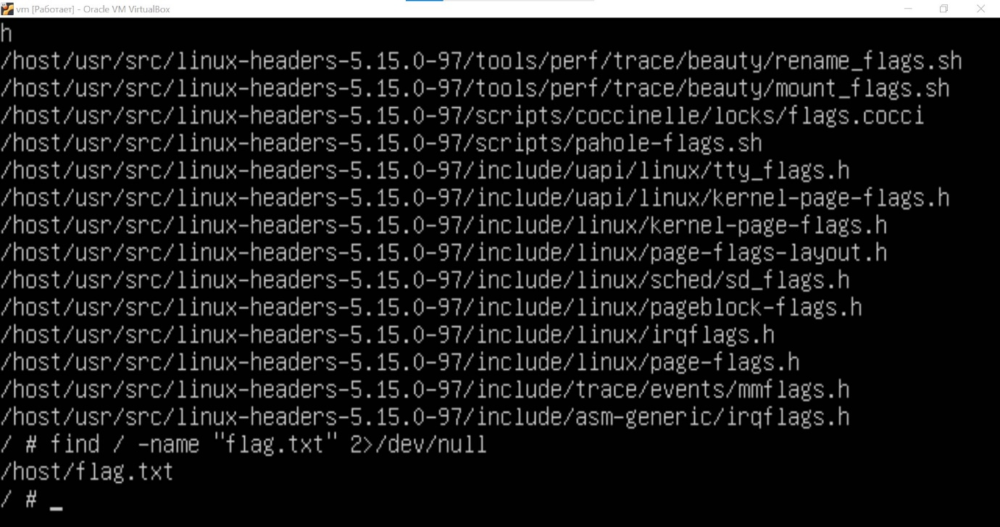 vm [Работает] - Oracle VM VirtualBox
h
/host/usr/src/linux-headers-5.15.0-97/tools/perf/trace/beauty/rename_flags.sh
/host/usr/src/linux-headers-5.15.0-97/tools/perf/trace/beauty/mount_flags.sh
/host/usr/src/linux-headers-5.15.0-97/scripts/coccinelle/locks/flags.cocci
/host/usr/src/linux-headers-5.15.0-97/scripts/pahole-flags.sh
/host/usr/src/linux-headers-5.15.0-97/include/uapi/linux/tty_flags.h
/host/usr/src/linux-headers-5.15.0-97/include/uapi/linux/kernel-page-flags.h
/host/usr/src/linux-headers-5.15.0-97/include/linux/kernel-page-flags.h
/host/usr/src/linux-headers-5.15.0-97/include/linux/page-flags-layout.h
/host/usr/src/linux-headers-5.15.0-97/include/linux/sched/sd_flags.h
/host/usr/src/linux-headers-5.15.0-97/include/linux/pageblock-flags.h
/host/usr/src/linux-headers-5.15.0-97/include/linux/irqflags.h
/host/usr/src/linux-headers-5.15.0-97/include/linux/page-flags.h
/host/usr/src/linux-headers-5.15.0-97/include/trace/events/mmflags.h
/host/usr/src/linux-headers-5.15.0-97/include/asm-generic/irqflags.h
/ # find / -name "flag.txt" 2>/dev/null
/host/flag.txt
/ # _